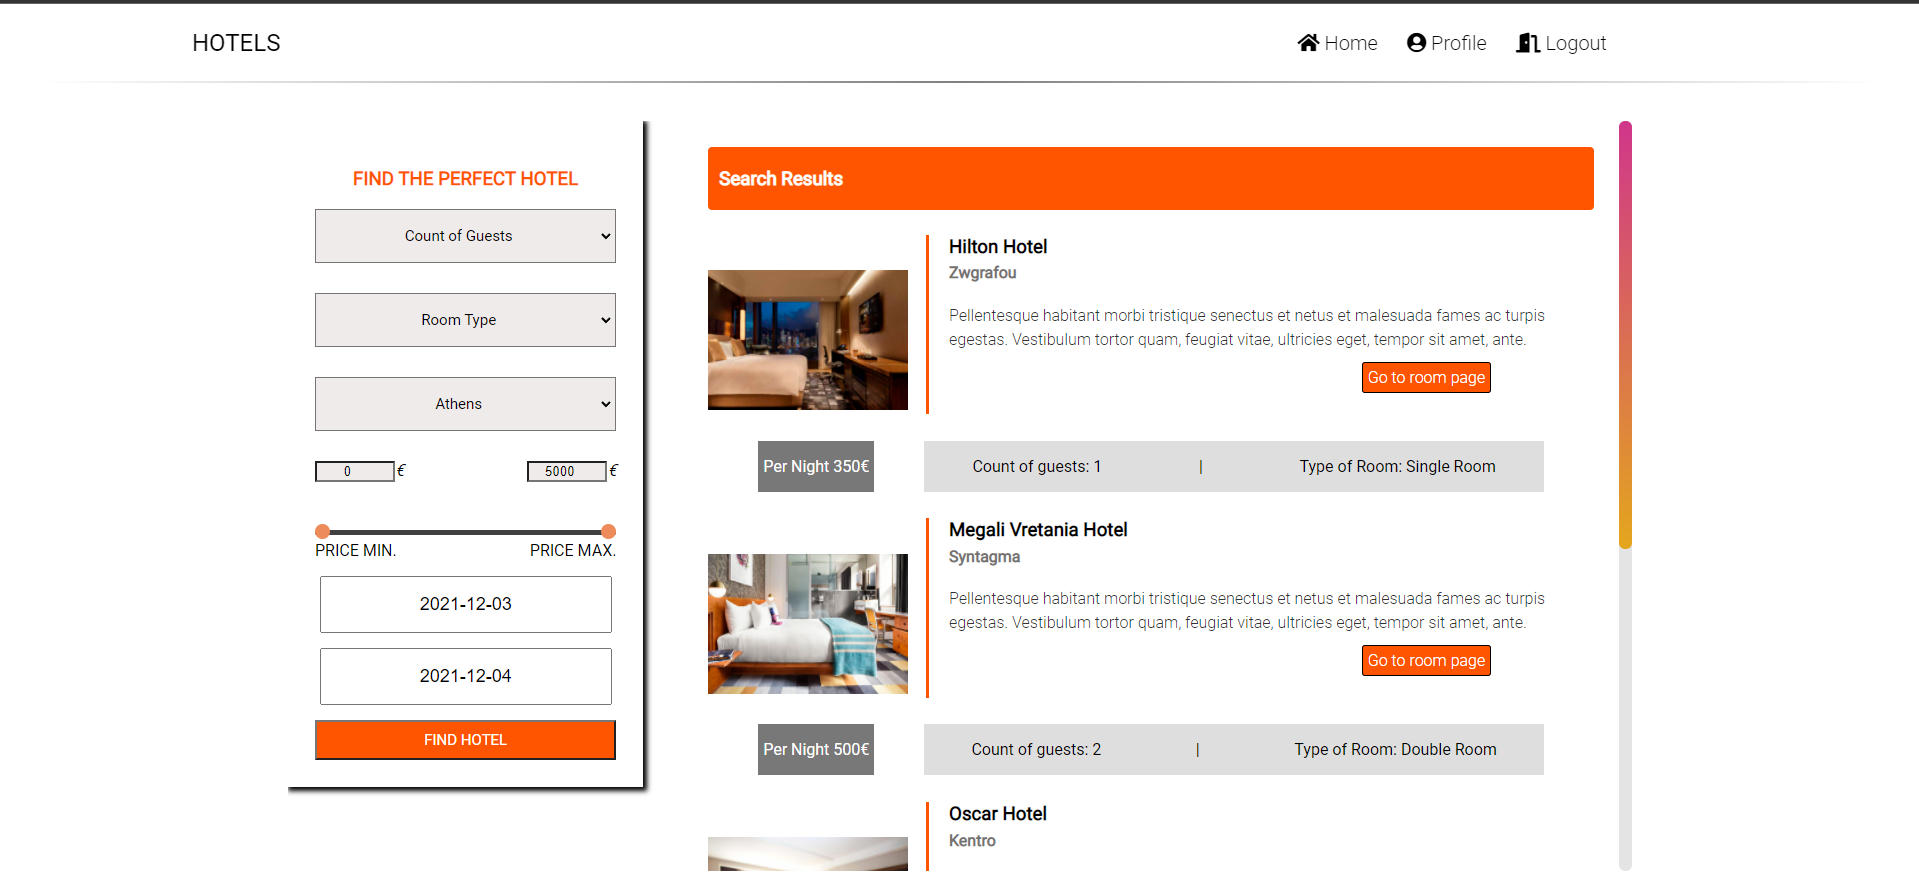 HOTELS
Home
Profile
Logout
FIND THE PERFECT HOTEL
Count of Guests
Room Type
Athens
0 €
5000 €
PRICE MIN.
PRICE MAX.
2021-12-03
2021-12-04
FIND HOTEL
Search Results
Hilton Hotel
Zwgrafou
Pellentesque habitant morbi tristique senectus et netus et malesuada fames ac turpis
egestas. Vestibulum tortor quam, feugiat vitae, ultricies eget, tempor sit amet, ante.
Go to room page
Per Night 350€
Count of guests: 1 | Type of Room: Single Room
Megali Vretania Hotel
Syntagma
Pellentesque habitant morbi tristique senectus et netus et malesuada fames ac turpis
egestas. Vestibulum tortor quam, feugiat vitae, ultricies eget, tempor sit amet, ante.
Go to room page
Per Night 500€
Count of guests: 2 | Type of Room: Double Room
Oscar Hotel
Kentro